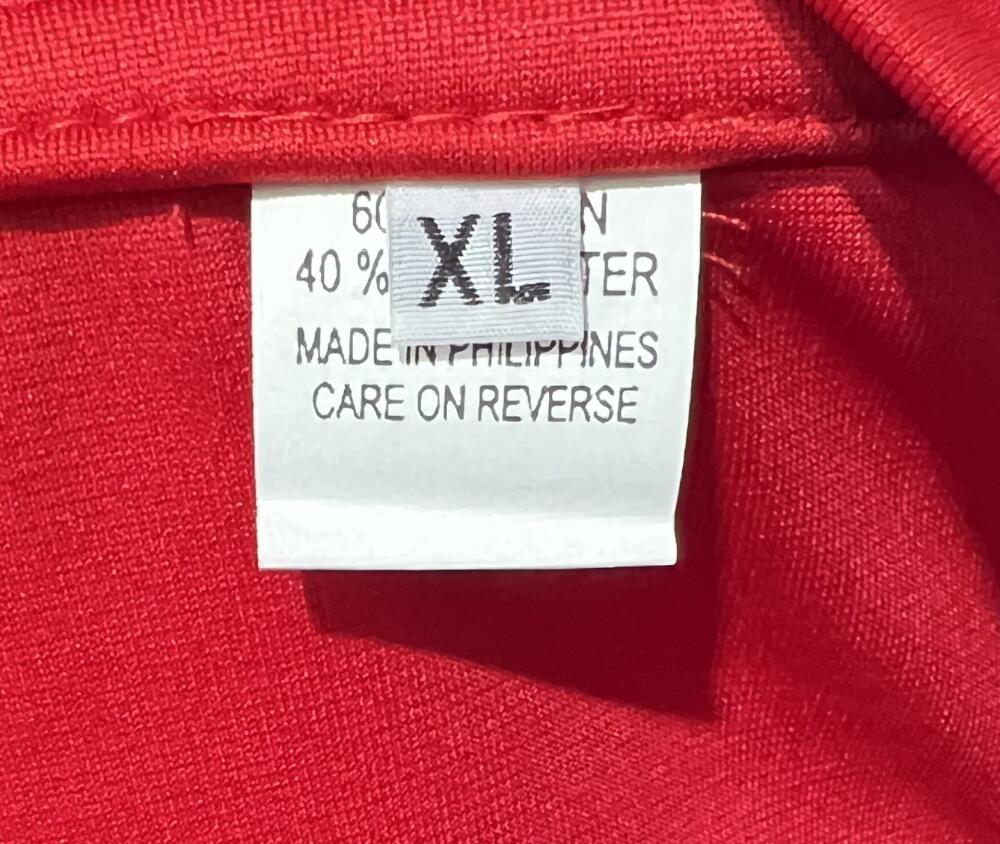 XL
40 %
MADE IN PHILIPPINES
CARE ON REVERSE